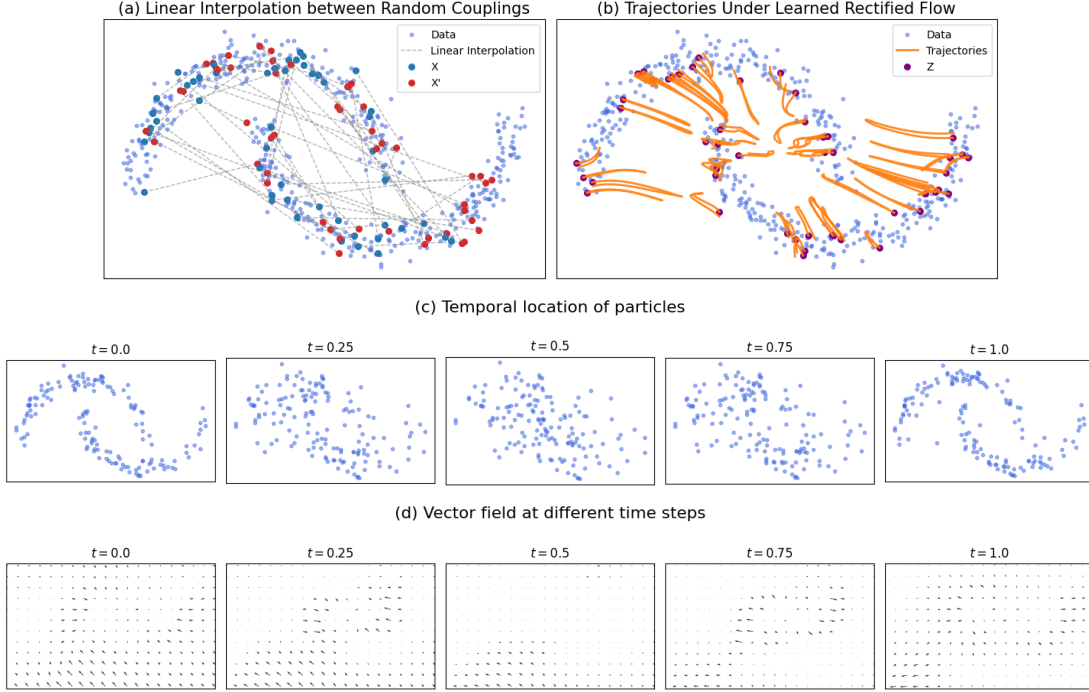 (a) Linear Interpolation between Random Couplings
Data
Linear Interpolation
X
X'
(b) Trajectories Under Learned Rectified Flow
Data
Trajectories
Z
(c) Temporal location of particles
t = 0.0
t = 0.25
t = 0.5
t = 0.75
t = 1.0
(d) Vector field at different time steps
t = 0.0
t = 0.25
t = 0.5
t = 0.75
t = 1.0